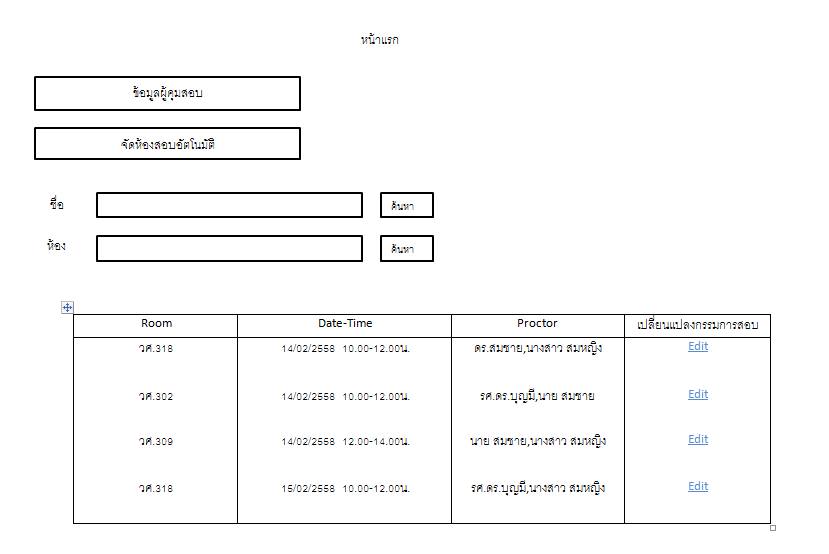 หน้าแรก
ข้อมูลผู้คุมสอบ
จัดห้องสอบอัตโนมัติ
ชื่อ ค้นหา
ห้อง ค้นหา
Room Date-Time Proctor เปลี่ยนแปลงกรรมการสอบ
วศ.318 14/02/2558 10.00-12.00น. ดร.สมชาย,นางสาว สมหญิง Edit
วศ.302 14/02/2558 10.00-12.00น. รศ.ดร.บุญมี,นาย สมชาย Edit
วศ.309 14/02/2558 12.00-14.00น. นาย สมชาย,นางสาว สมหญิง Edit
วศ.318 15/02/2558 10.00-12.00น. รศ.ดร.บุญมี,นางสาว สมหญิง Edit